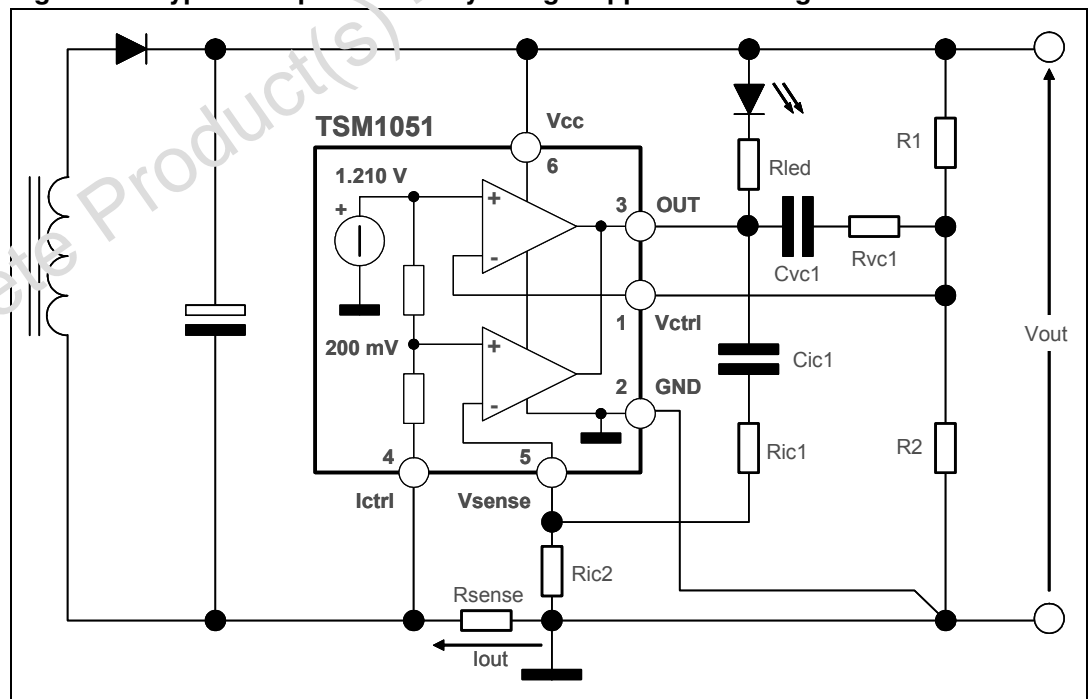 TSM1051
Vcc
6
1.210 V
+
+
-
3 OUT
Rled
R1
Cvc1
Rvc1
1 Vctrl
200 mV
+
-
2 GND
Vout
Cic1
Ric1
R2
4
5
Ictrl
Vsense
Ric2
Rsense
Iout
Product(s)